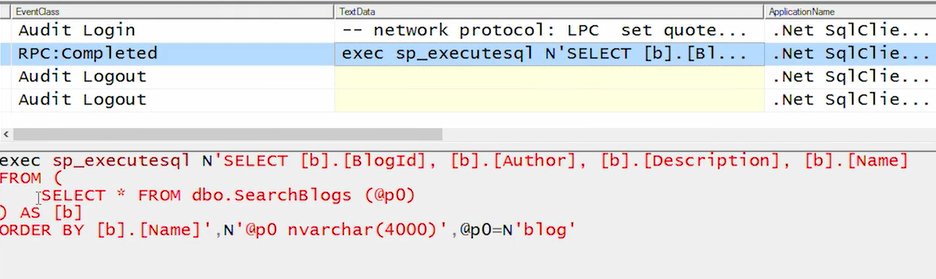 EventClass TextData ApplicationName
Audit Login -- network protocol: LPC set quote... .Net SqlClie...
RPC:Completed exec sp_executesql N'SELECT [b].[Bl... .Net SqlClie...
Audit Logout .Net SqlClie...
Audit Logout .Net SqlClie...
exec sp_executesql N'SELECT [b].[BlogId], [b].[Author], [b].[Description], [b].[Name]
FROM (
SELECT * FROM dbo.SearchBlogs (@p0)
) AS [b]
ORDER BY [b].[Name]',N'@p0 nvarchar(4000)',@p0=N'blog'